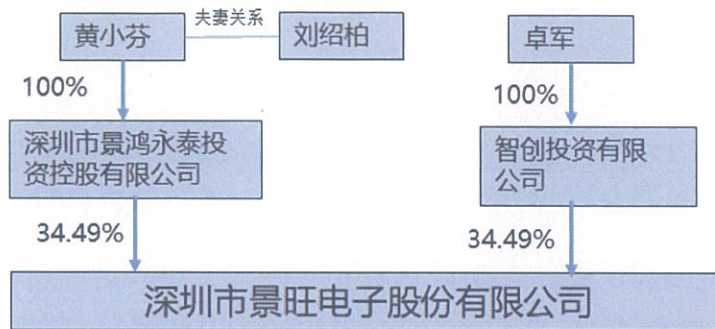 夫妻关系
黄小芬
刘绍柏
卓军
100%
100%
深圳市景鸿永泰投
资控股有限公司
智创投资有限
公司
34.49%
34.49%
深圳市景旺电子股份有限公司